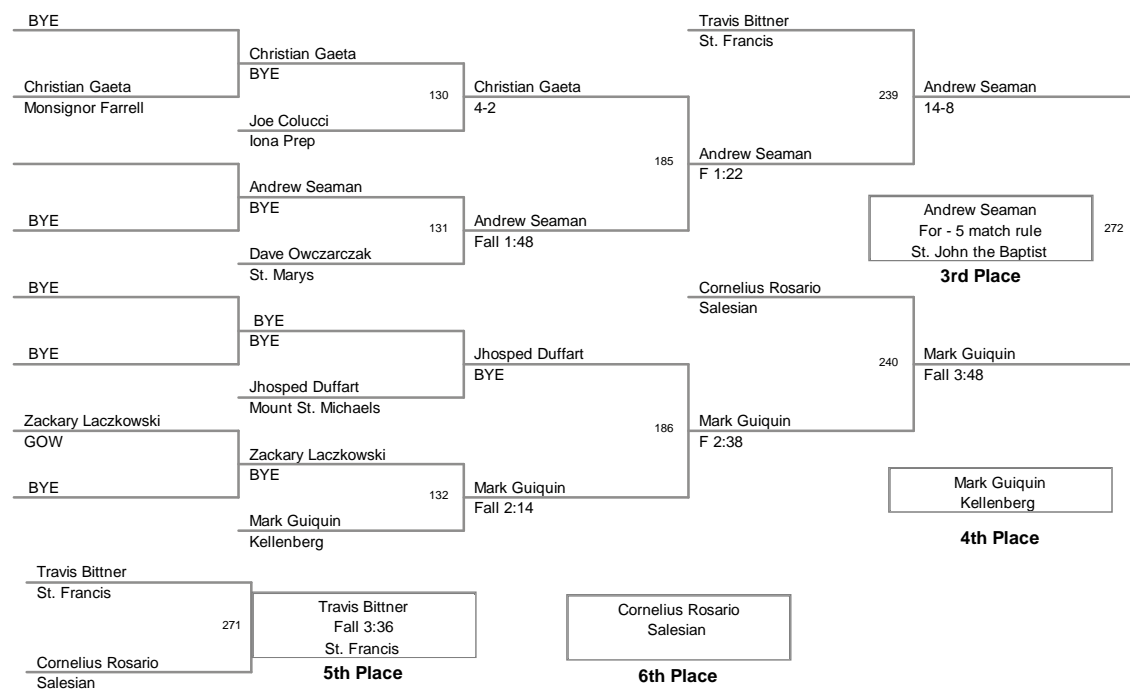 BYE
Christian Gaeta
Monsignor Farrell
BYE
BYE
BYE
Zackary Laczkowski
GOW
BYE
Christian Gaeta
BYE
130
Joe Colucci
Iona Prep
Andrew Seaman
BYE
131
Dave Owczarczak
St. Marys
BYE
BYE
Jhosped Duffart
Mount St. Michaels
Zackary Laczkowski
BYE
132
Mark Guiquin
Kellenberg
Christian Gaeta
4-2
185
Andrew Seaman
Fall 1:48
Jhosped Duffart
BYE
186
Mark Guiquin
Fall 2:14
Travis Bittner
St. Francis
239
Andrew Seaman
F 1:22
Cornelius Rosario
Salesian
240
Mark Guiquin
F 2:38
Andrew Seaman
14-8
Andrew Seaman
For - 5 match rule
St. John the Baptist
272
3rd Place
Mark Guiquin
Fall 3:48
Mark Guiquin
Kellenberg
4th Place
Travis Bittner
St. Francis
271
Cornelius Rosario
Salesian
Travis Bittner
Fall 3:36
St. Francis
5th Place
Cornelius Rosario
Salesian
6th Place